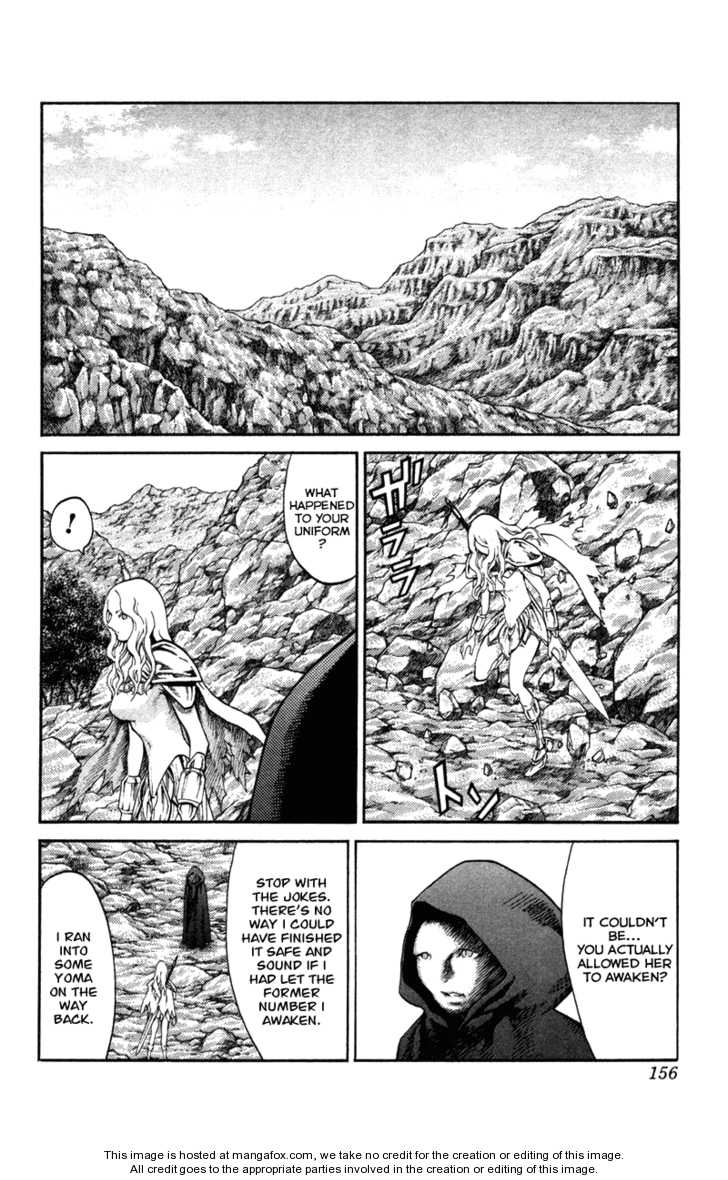 ガラララ
トン
WHAT
HAPPENED
TO YOUR
UNIFORM
?
!
IT COULDN'T
BE...
YOU ACTUALLY
ALLOWED HER
TO AWAKEN?
STOP WITH
THE JOKES.
THERE'S NO
WAY I COULD
HAVE FINISHED
IT SAFE AND
SOUND IF I
HAD LET THE
FORMER
NUMBER I
AWAKEN.
I RAN
INTO
SOME
YOMA
ON THE
WAY
BACK.
156
This image is hosted at mangafox.com, we take no credit for the creation or editing of this image.
All credit goes to the appropriate parties involved in the creation or editing of this image.